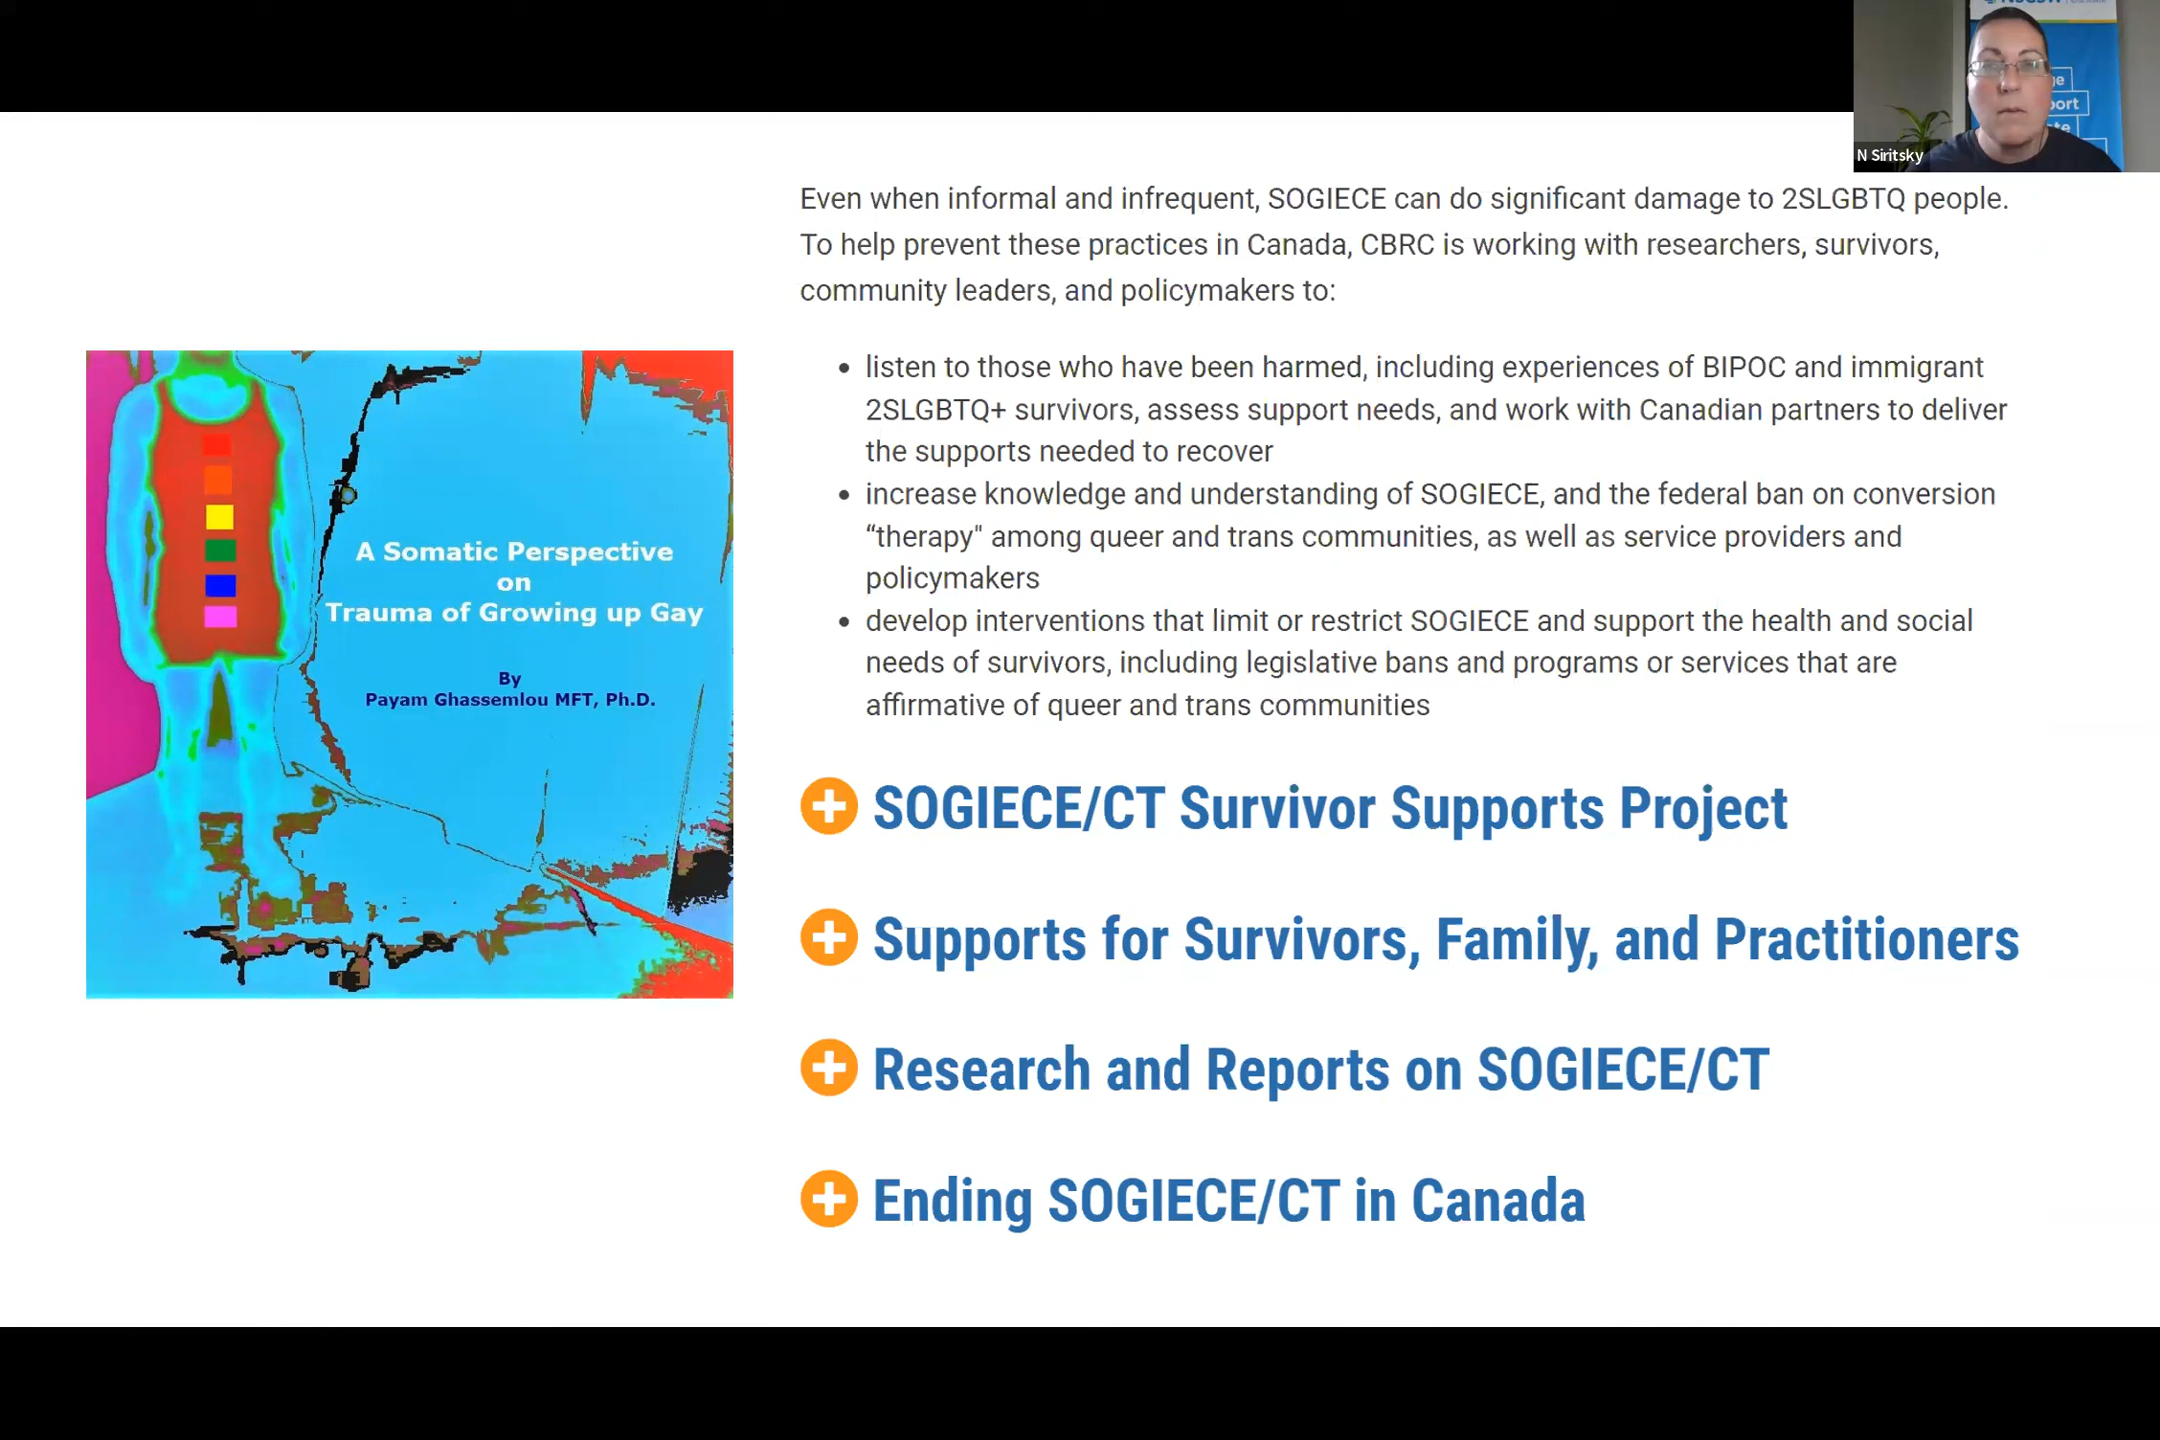 N Siritsky
Even when informal and infrequent, SOGIECE can do significant damage to 2SLGBTQ people.
To help prevent these practices in Canada, CBRC is working with researchers, survivors,
community leaders, and policymakers to:
• listen to those who have been harmed, including experiences of BIPOC and immigrant
2SLGBTQ+ survivors, assess support needs, and work with Canadian partners to deliver
the supports needed to recover
• increase knowledge and understanding of SOGIECE, and the federal ban on conversion
“therapy" among queer and trans communities, as well as service providers and
policymakers
• develop interventions that limit or restrict SOGIECE and support the health and social
needs of survivors, including legislative bans and programs or services that are
affirmative of queer and trans communities
A Somatic Perspective
on
Trauma of Growing up Gay
By
Payam Ghassemlou MFT, Ph.D.
SOGIECE/CT Survivor Supports Project
Supports for Survivors, Family, and Practitioners
Research and Reports on SOGIECE/CT
Ending SOGIECE/CT in Canada